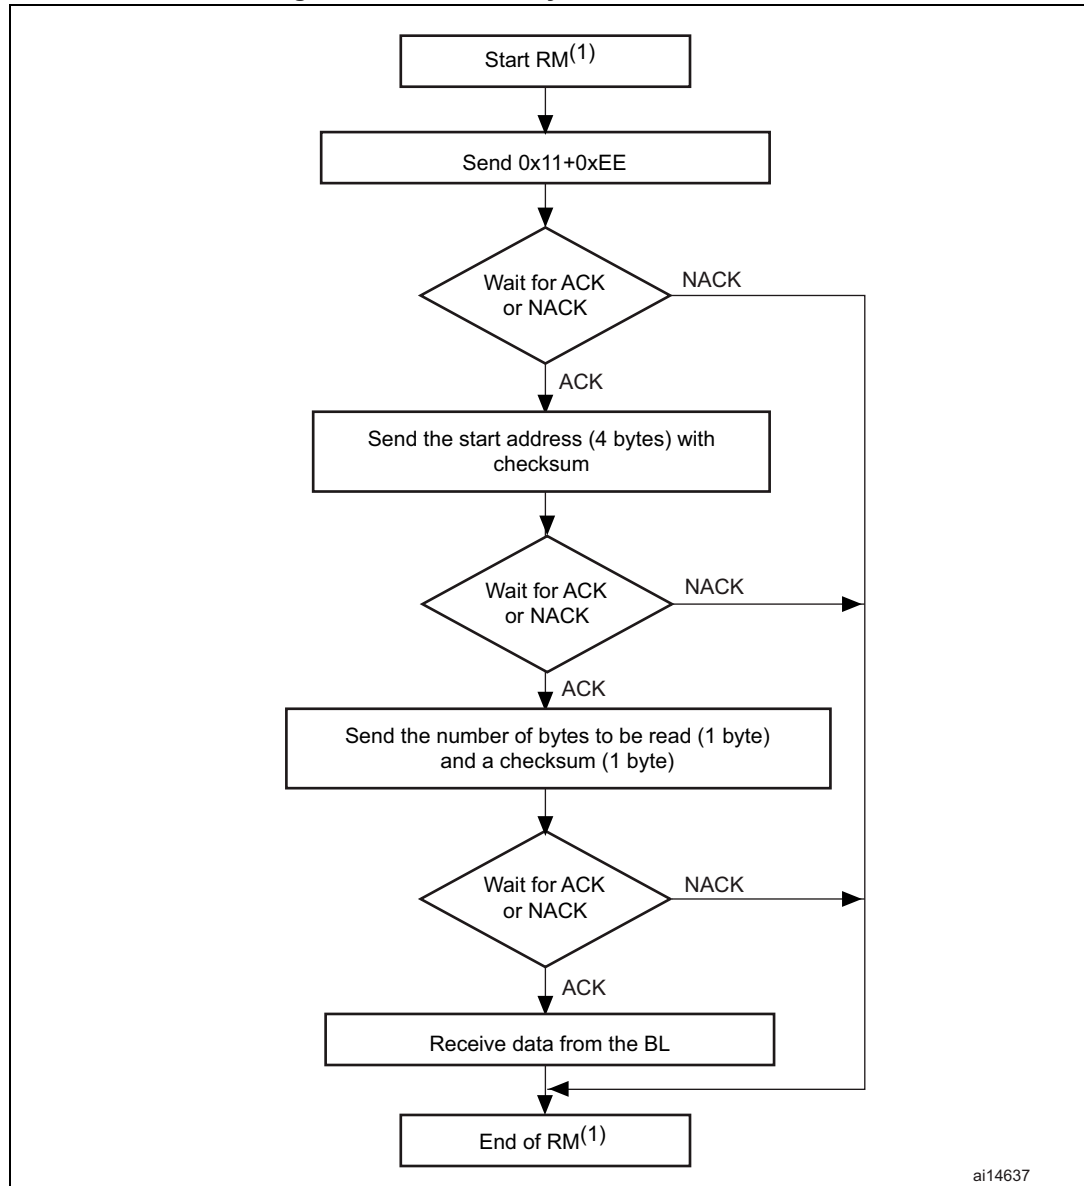 Start RM(1)
Send 0x11+0xEE
Wait for ACK
or NACK
NACK
ACK
Send the start address (4 bytes) with
checksum
Wait for ACK
or NACK
NACK
ACK
Send the number of bytes to be read (1 byte)
and a checksum (1 byte)
Wait for ACK
or NACK
NACK
ACK
Receive data from the BL
End of RM(1)
ai14637